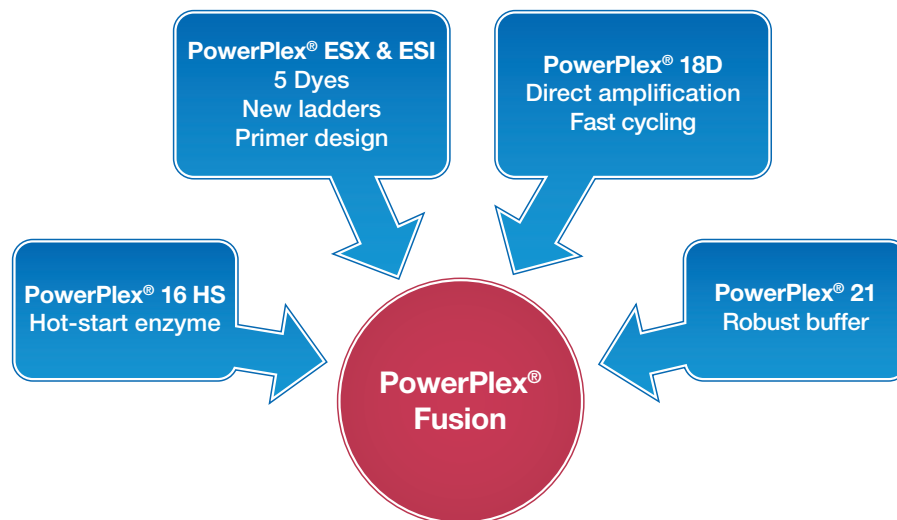 PowerPlex® ESX & ESI
5 Dyes
New ladders
Primer design
PowerPlex® 18D
Direct amplification
Fast cycling
PowerPlex® 16 HS
Hot-start enzyme
PowerPlex® 21
Robust buffer
PowerPlex®
Fusion